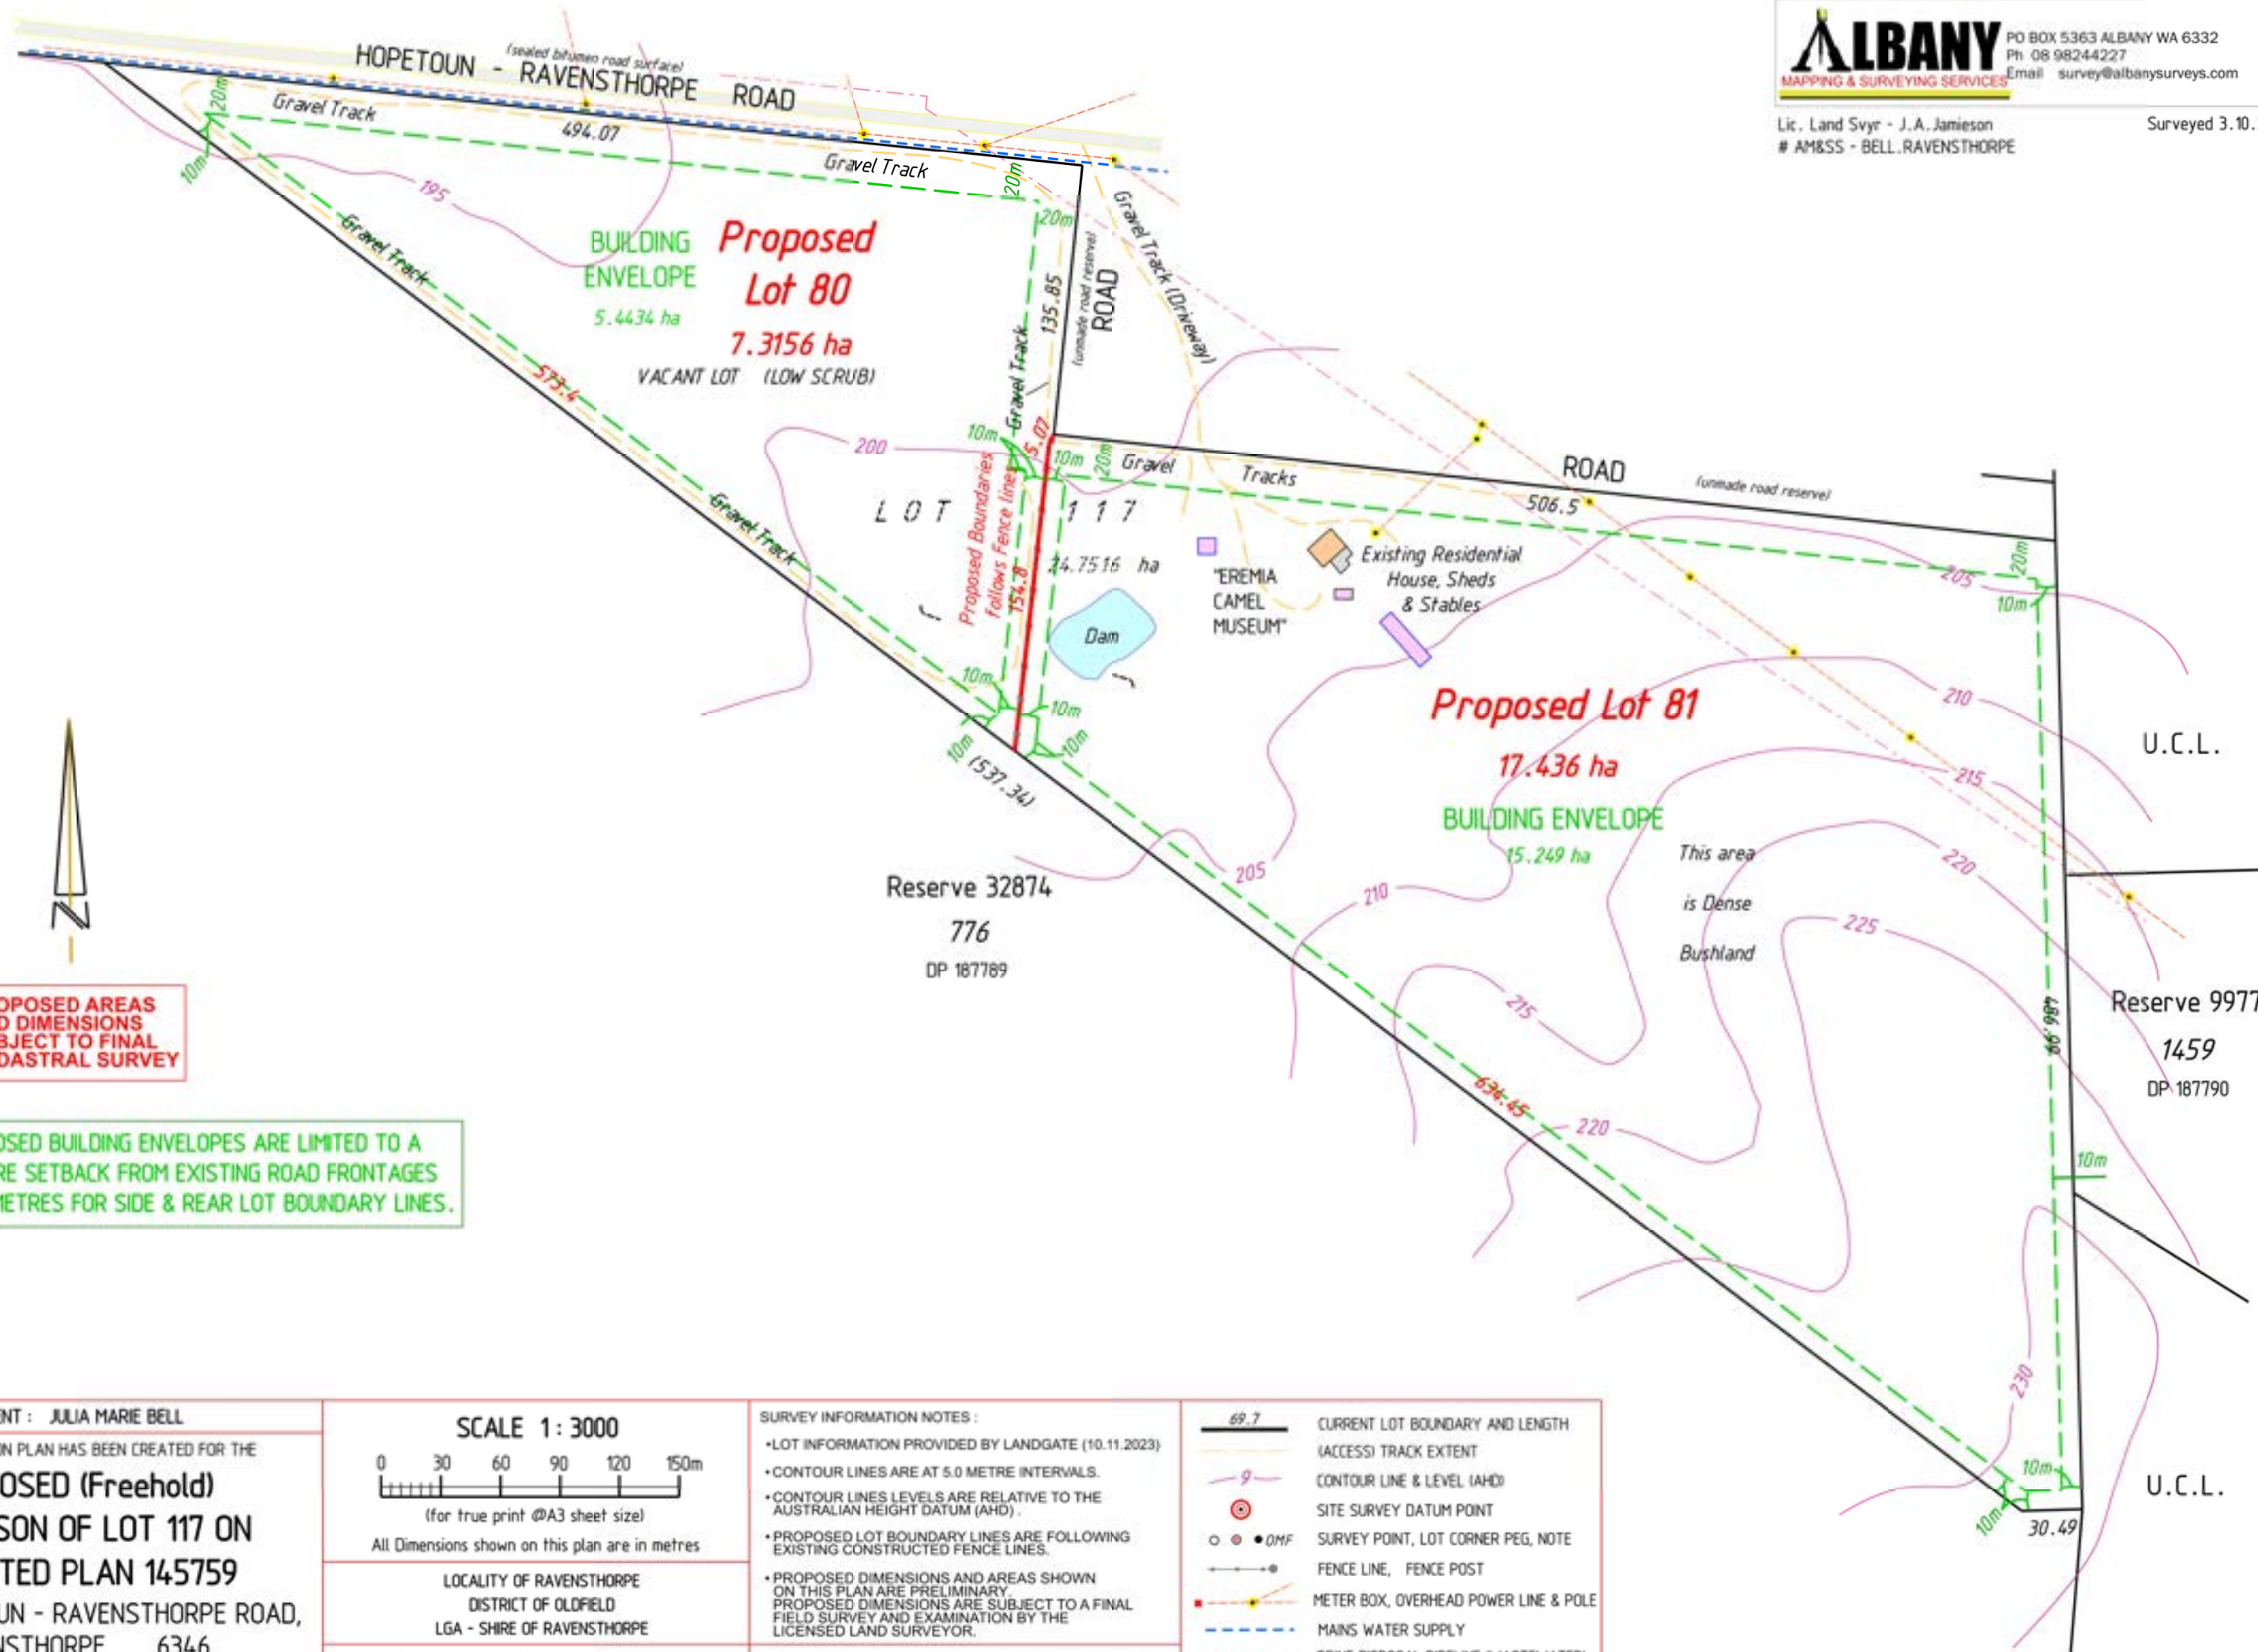 ALBANY
MAPPING & SURVEYING SERVICES
PO BOX 5363 ALBANY WA 6332
Ph 08 98244227
Email survey@albanysurveys.com
Lic. Land Svyr - J.A.Jamieson
# AM&SS - BELL.RAVENSTHORPE
Surveyed 3.10.
HOPETOUN - RAVENSTHORPE ROAD
(sealed bitumen road surface)
Gravel Track
494.07
Gravel Track
20m
10m
20m
20m
195
Gravel Track
BUILDING
ENVELOPE
5.4434 ha
Proposed
Lot 80
7.3156 ha
VACANT LOT (LOW SCRUB)
135.85
(unmade road reserve)
ROAD
Gravel Track
Gravel Track (Driveway)
573.4
200
10m
5.07
10m
20m
Gravel Tracks
ROAD
(unmade road reserve)
506.5
Gravel Track
LOT 117
24.7516 ha
Proposed Boundaries
follows Fence lines
154.8
"EREMIA
CAMEL
MUSEUM"
Existing Residential
House, Sheds
& Stables
Dam
205
20m
10m
10m
10m
10m
10m
(537.34)
Proposed Lot 81
17.436 ha
BUILDING ENVELOPE
15.249 ha
210
U.C.L.
215
This area
is Dense
Bushland
220
225
205
210
215
220
230
Reserve 32874
776
DP 187789
486.99
Reserve 9977
1459
DP 187790
634.45
10m
U.C.L.
10m
10m
30.49
N
OPOSED AREAS
D DIMENSIONS
BJECT TO FINAL
DASTRAL SURVEY
OSED BUILDING ENVELOPES ARE LIMITED TO A
RE SETBACK FROM EXISTING ROAD FRONTAGES
METRES FOR SIDE & REAR LOT BOUNDARY LINES.
ENT : JULIA MARIE BELL
ON PLAN HAS BEEN CREATED FOR THE
OSED (Freehold)
SON OF LOT 117 ON
TED PLAN 145759
UN - RAVENSTHORPE ROAD,
NSTHORPE 6346
SCALE 1 : 3000
0 30 60 90 120 150m
(for true print @A3 sheet size)
All Dimensions shown on this plan are in metres
LOCALITY OF RAVENSTHORPE
DISTRICT OF OLDFIELD
LGA - SHIRE OF RAVENSTHORPE
SURVEY INFORMATION NOTES :
•LOT INFORMATION PROVIDED BY LANDGATE (10.11.2023)
•CONTOUR LINES ARE AT 5.0 METRE INTERVALS.
•CONTOUR LINES LEVELS ARE RELATIVE TO THE
AUSTRALIAN HEIGHT DATUM (AHD) .
•PROPOSED LOT BOUNDARY LINES ARE FOLLOWING
EXISTING CONSTRUCTED FENCE LINES.
•PROPOSED DIMENSIONS AND AREAS SHOWN
ON THIS PLAN ARE PRELIMINARY.
PROPOSED DIMENSIONS ARE SUBJECT TO A FINAL
FIELD SURVEY AND EXAMINATION BY THE
LICENSED LAND SURVEYOR.
69.7 CURRENT LOT BOUNDARY AND LENGTH
(ACCESS) TRACK EXTENT
9 CONTOUR LINE & LEVEL (AHD)
SITE SURVEY DATUM POINT
OMF SURVEY POINT, LOT CORNER PEG, NOTE
FENCE LINE, FENCE POST
METER BOX, OVERHEAD POWER LINE & POLE
MAINS WATER SUPPLY